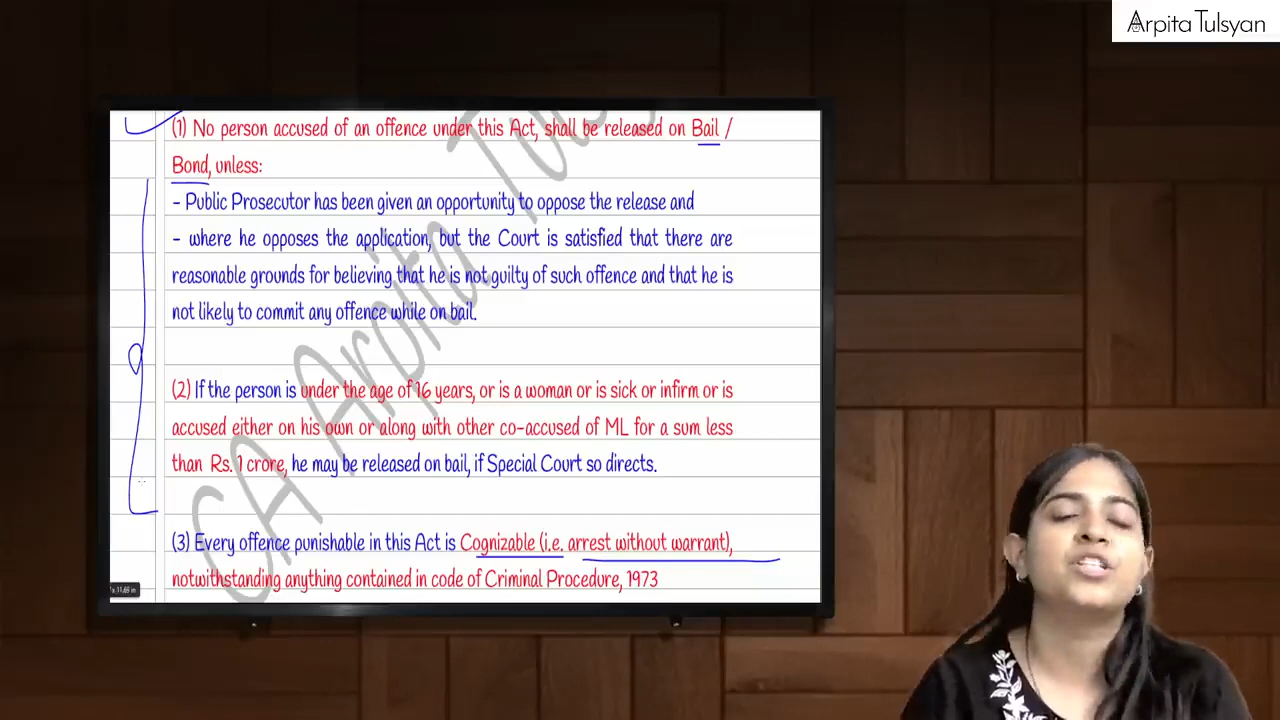 Arpita Tulsyan
(1) No person accused of an offence under this Act, shall be released on Bail /
Bond, unless:
- Public Prosecutor has been given an opportunity to oppose the release and
- where he opposes the application, but the Court is satisfied that there are
reasonable grounds for believing that he is not guilty of such offence and that he is
not likely to commit any offence while on bail.
(2) If the person is under the age of 16 years, or is a woman or is sick or infirm or is
accused either on his own or along with other co-accused of ML for a sum less
than Rs. 1 crore, he may be released on bail, if Special Court so directs.
(3) Every offence punishable in this Act is Cognizable (i.e. arrest without warrant),
notwithstanding anything contained in code of Criminal Procedure, 1973
CA Arpita